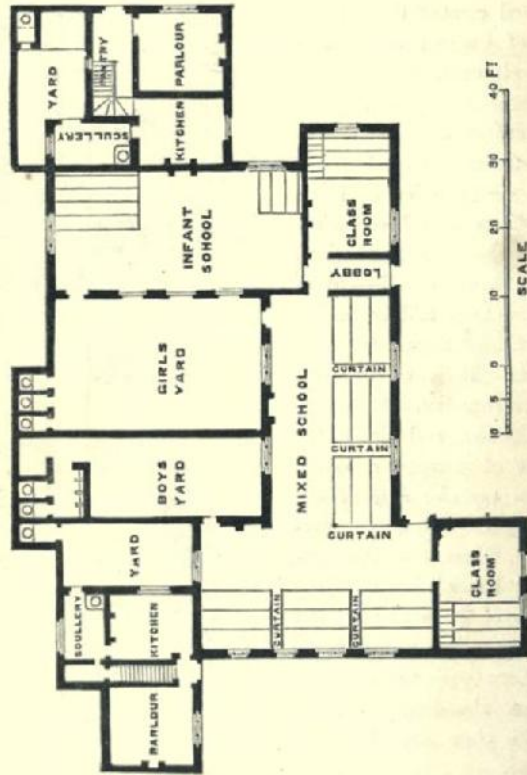 YARD
SCULLERY
PANTRY
SCULLERY
PARLOUR
KITCHEN
YARD
BOYS
YARD
GIRLS
YARD
INFANT
SCHOOL
KITCHEN
PARLOUR
MIXED SCHOOL
CURTAIN
CURTAIN
CURTAIN
CURTAIN
CURTAIN
LOBBY
CLASS
ROOM
CLASS
ROOM
10 5 0 10 20 30 40 FT
SCALE